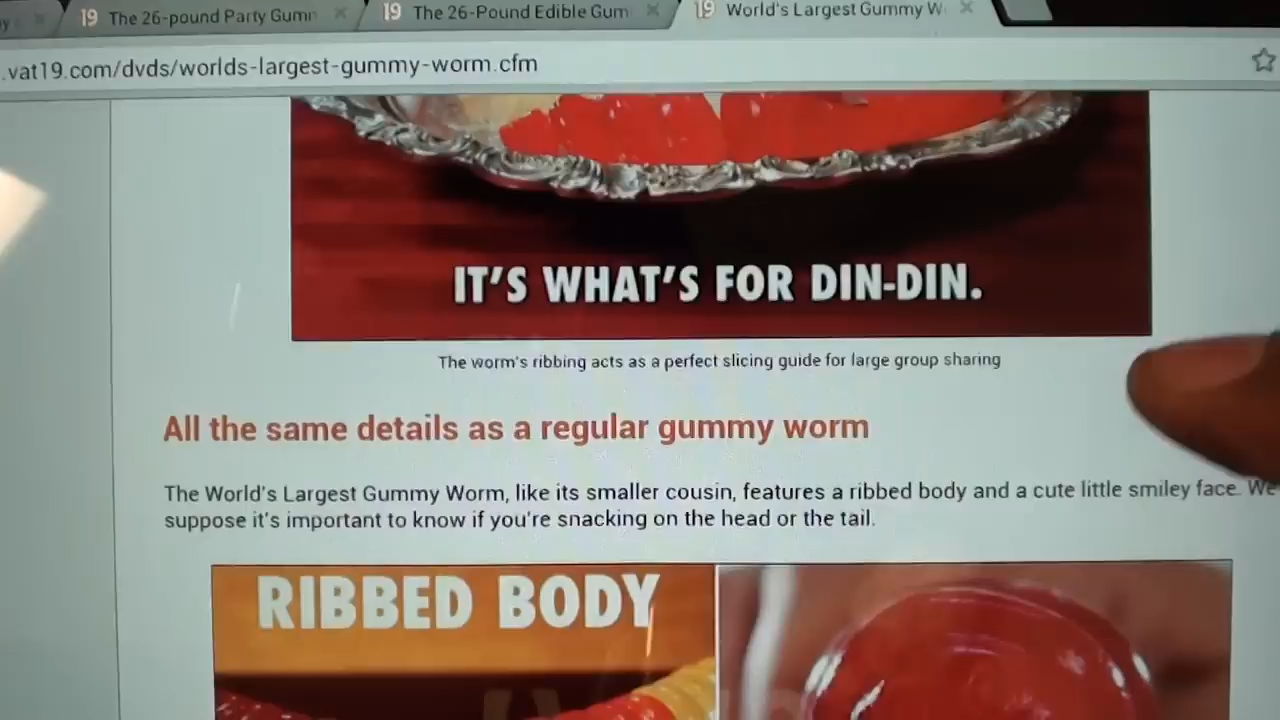 19 The 26-pound Party Gumm
19 The 26-Pound Edible Gum
19 World's Largest Gummy W
.vat19.com/dvds/worlds-largest-gummy-worm.cfm
IT'S WHAT'S FOR DIN-DIN.
The worm's ribbing acts as a perfect slicing guide for large group sharing
All the same details as a regular gummy worm
The World's Largest Gummy Worm, like its smaller cousin, features a ribbed body and a cute little smiley face. We
suppose it's important to know if you're snacking on the head or the tail.
RIBBED BODY